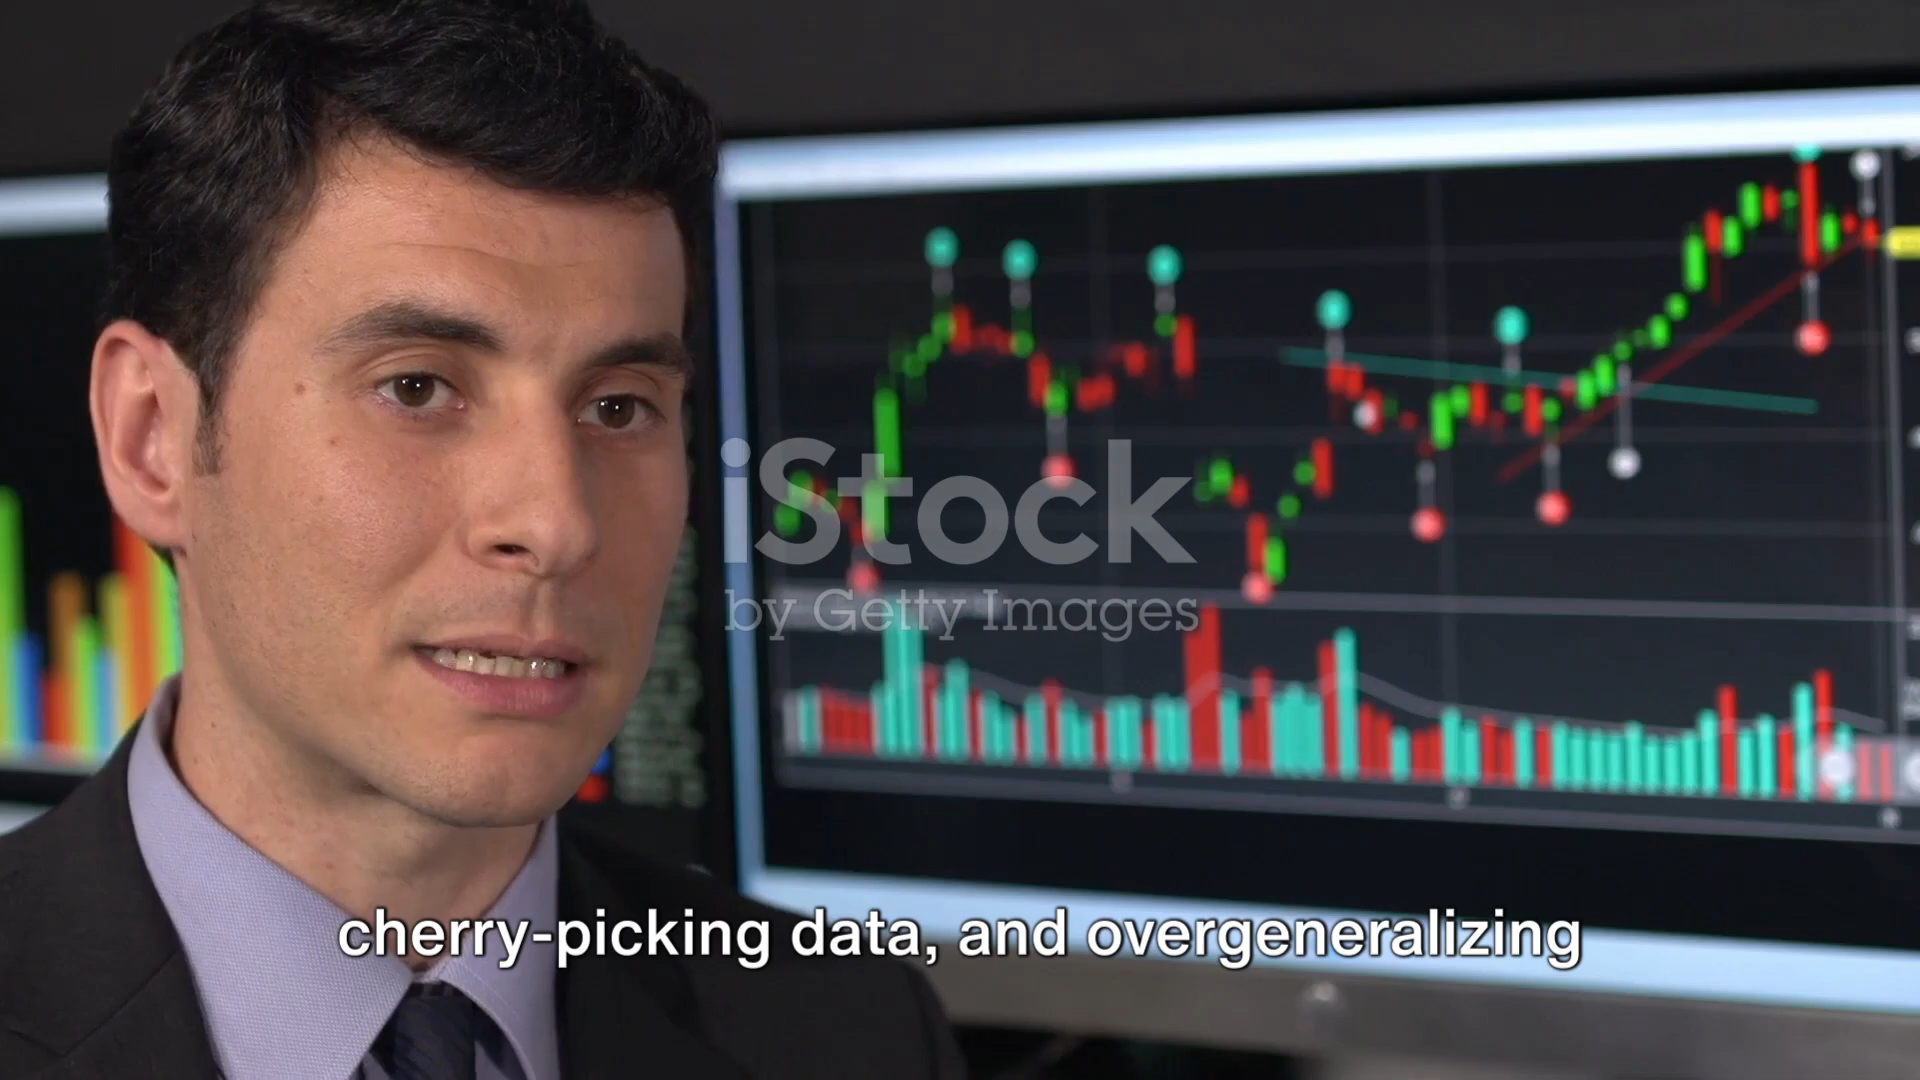 iStock
by Getty Images
cherry-picking data, and overgeneralizing